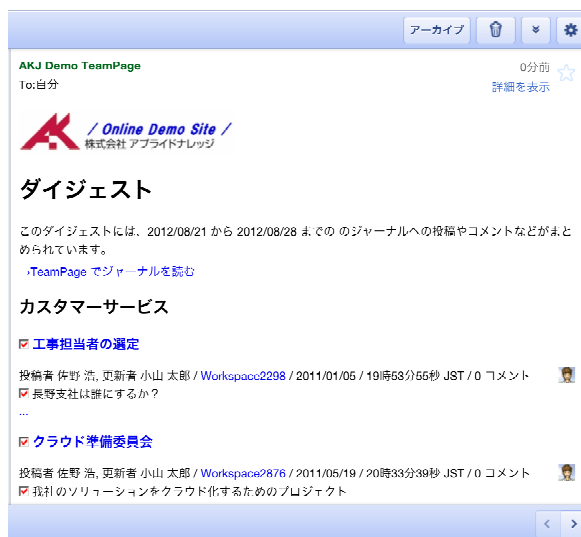 アーカイブ
AKJ Demo TeamPage
0分前
To:自分
詳細を表示
/ Online Demo Site /
株式会社 アプライドナレッジ
ダイジェスト
このダイジェストには、2012/08/21 から 2012/08/28 までの のジャーナルへの投稿やコメントなどがまと
められています。
→TeamPage でジャーナルを読む
カスタマーサービス
工事担当者の選定
投稿者 佐野 浩, 更新者 小山 太郎 / Workspace2298 / 2011/01/05 / 19時53分55秒 JST / 0 コメント
長野支社は誰にするか？
...
クラウド準備委員会
投稿者 佐野 浩, 更新者 小山 太郎 / Workspace2876 / 2011/05/19 / 20時33分39秒 JST / 0 コメント
我社のソリューションをクラウド化するためのプロジェクト